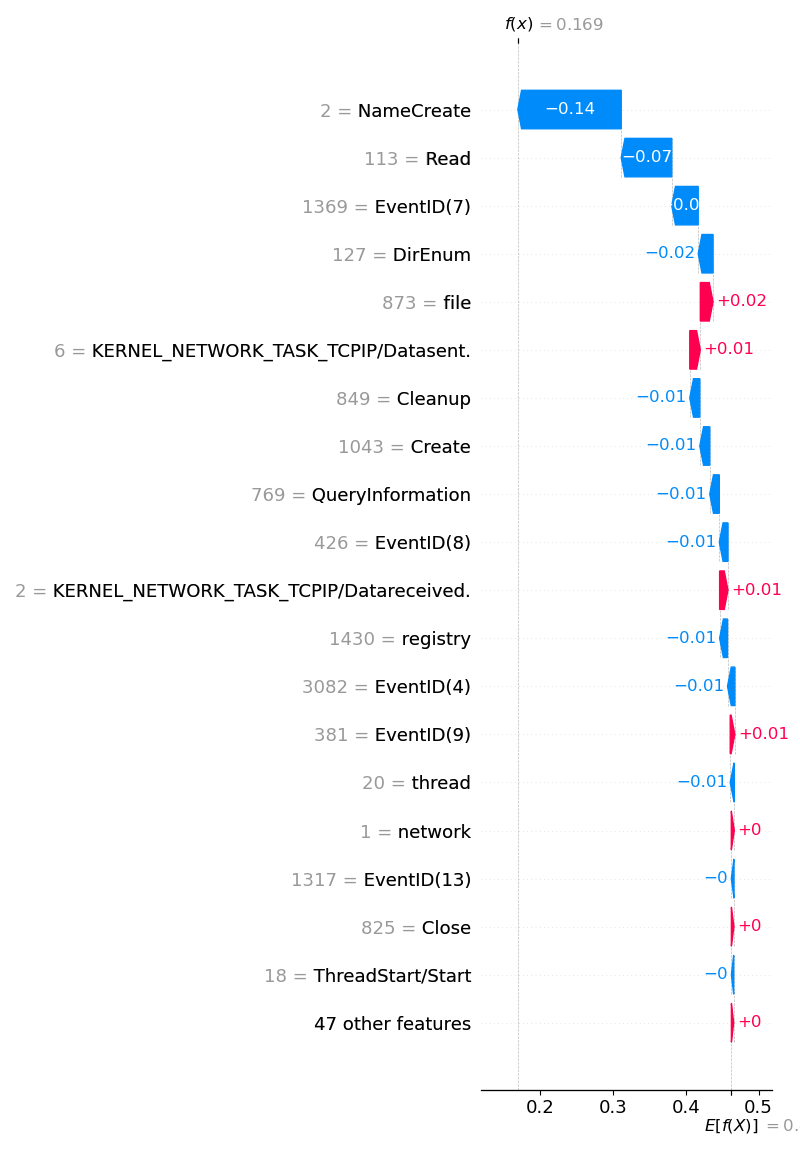 f(x) = 0.169
2 = NameCreate
−0.14
113 = Read
−0.07
1369 = EventID(7)
0.0
127 = DirEnum
−0.02
873 = file
+0.02
6 = KERNEL_NETWORK_TASK_TCPIP/Datasent.
+0.01
849 = Cleanup
−0.01
1043 = Create
−0.01
769 = QueryInformation
−0.01
426 = EventID(8)
−0.01
2 = KERNEL_NETWORK_TASK_TCPIP/Datareceived.
+0.01
1430 = registry
−0.01
3082 = EventID(4)
−0.01
381 = EventID(9)
+0.01
20 = thread
−0.01
1 = network
+0
1317 = EventID(13)
−0
825 = Close
+0
18 = ThreadStart/Start
−0
47 other features
+0
0.2 0.3 0.4 0.5
E[f(X)] = 0.